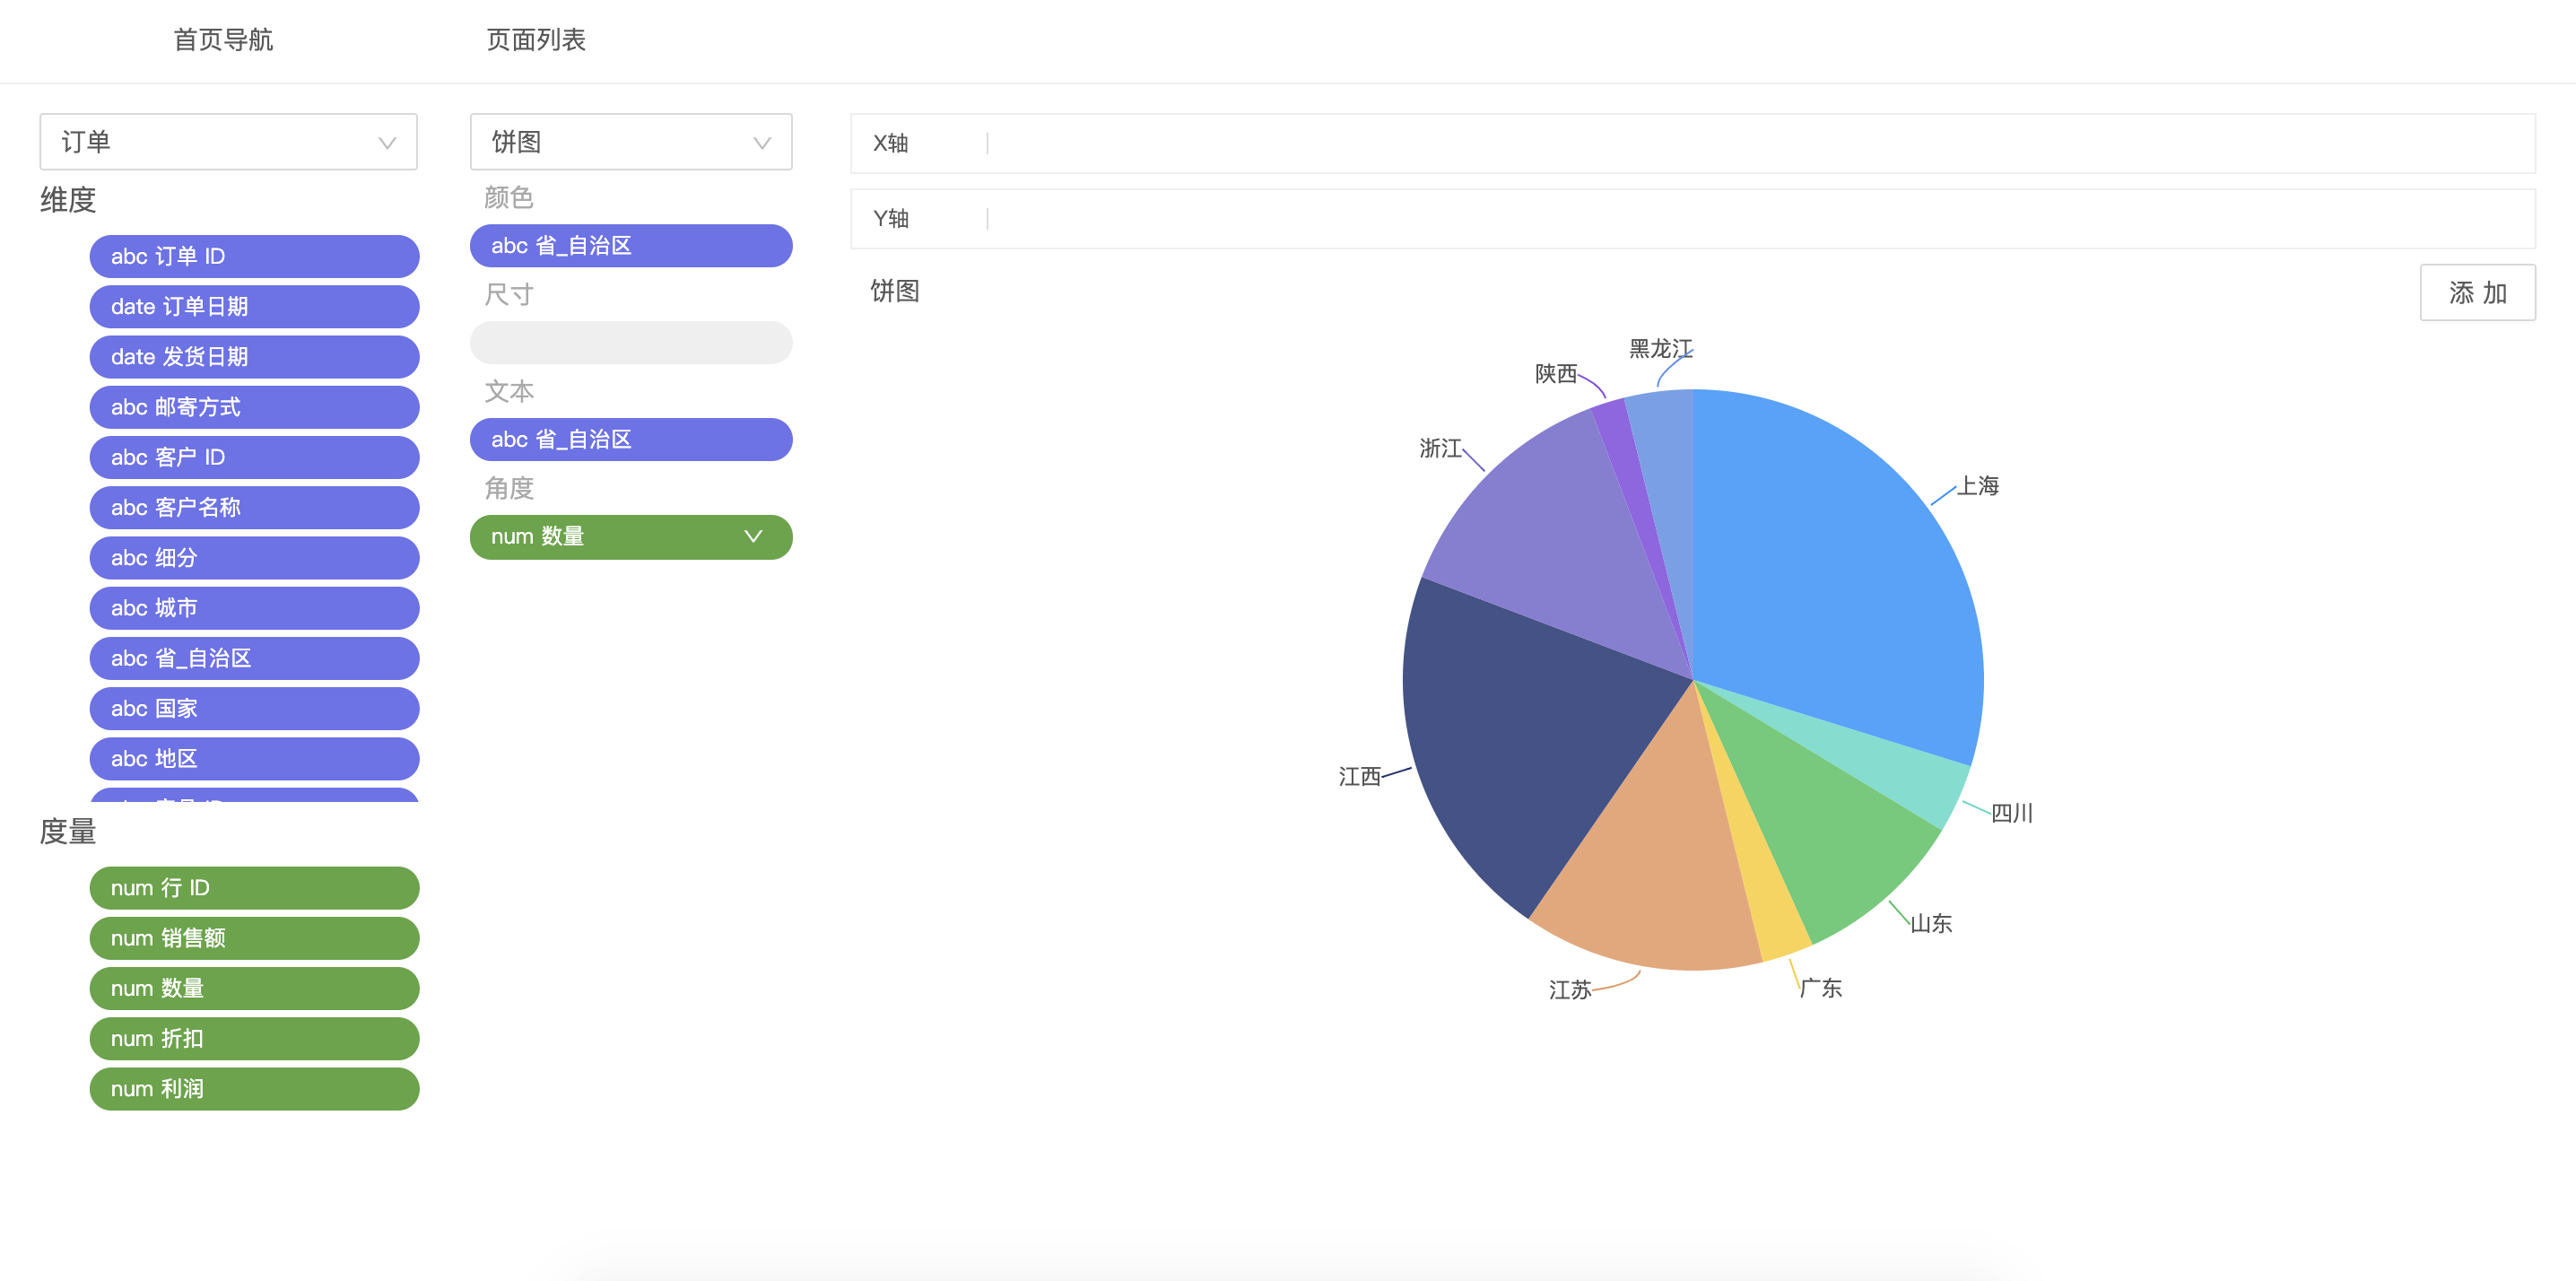 首页导航
页面列表
订单
维度
abc 订单 ID
date 订单日期
date 发货日期
abc 邮寄方式
abc 客户 ID
abc 客户名称
abc 细分
abc 城市
abc 省_自治区
abc 国家
abc 地区
度量
num 行 ID
num 销售额
num 数量
num 折扣
num 利润
饼图
颜色
abc 省_自治区
尺寸
文本
abc 省_自治区
角度
num 数量
X轴
Y轴
饼图
添 加
黑龙江
陕西
浙江
上海
江西
四川
山东
江苏
广东